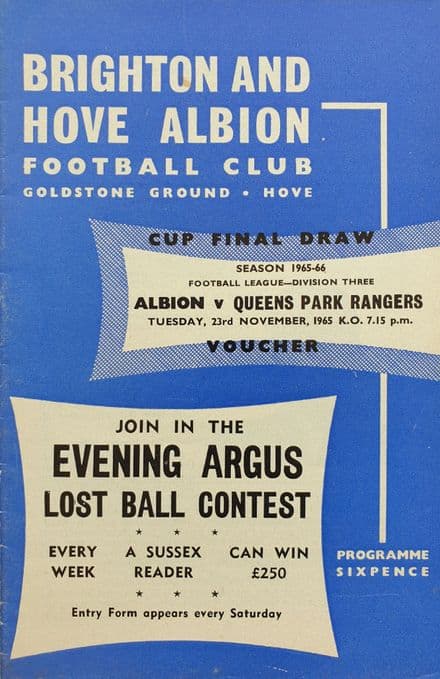 BRIGHTON AND
HOVE ALBION
FOOTBALL CLUB
GOLDSTONE GROUND • HOVE
CUP FINAL DRAW
SEASON 1965-66
FOOTBALL LEAGUE—DIVISION THREE
ALBION v QUEENS PARK RANGERS
TUESDAY, 23rd NOVEMBER, 1965 K.O. 7.15 p.m.
VOUCHER
JOIN IN THE
EVENING ARGUS
LOST BALL CONTEST
★ ★ ★
EVERY A SUSSEX CAN WIN
WEEK READER £250
★ ★ ★
Entry Form appears every Saturday
PROGRAMME
SIXPENCE